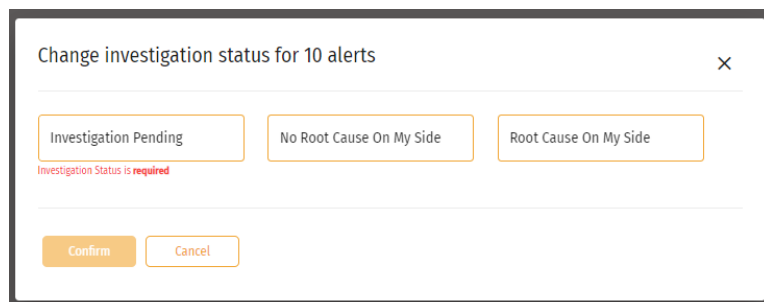 Change investigation status for 10 alerts
Investigation Pending
No Root Cause On My Side
Root Cause On My Side
Investigation Status is required
Confirm
Cancel